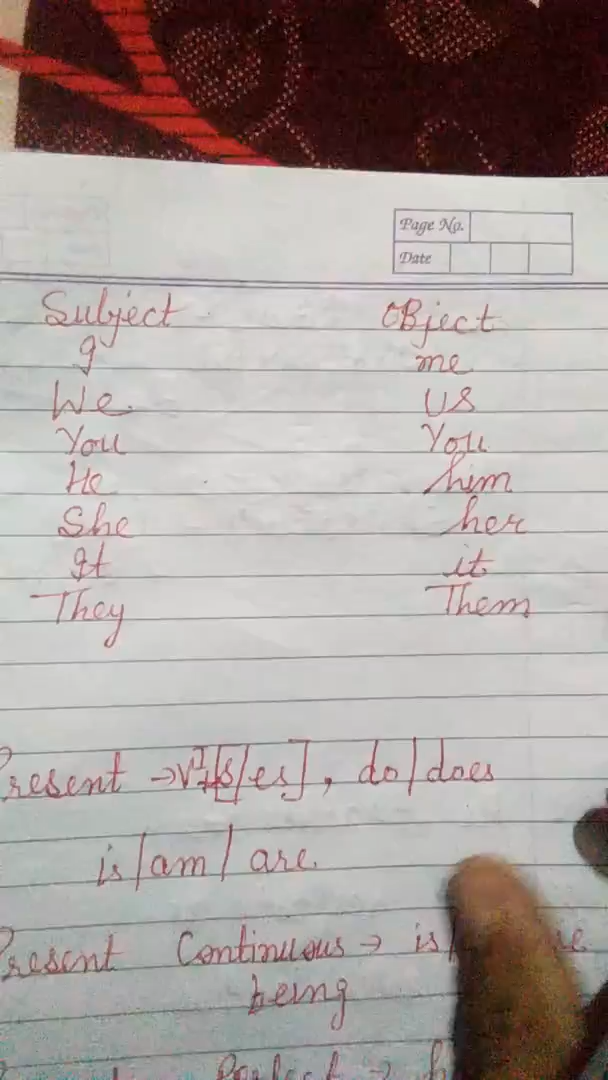 Page No.
Date
Subject OBject
I me
We us
You You
He him
She her
It it
They Them
Present → V¹+[s/es], do/does
is/am/are
Present Continuous → is/
being
Perfect →